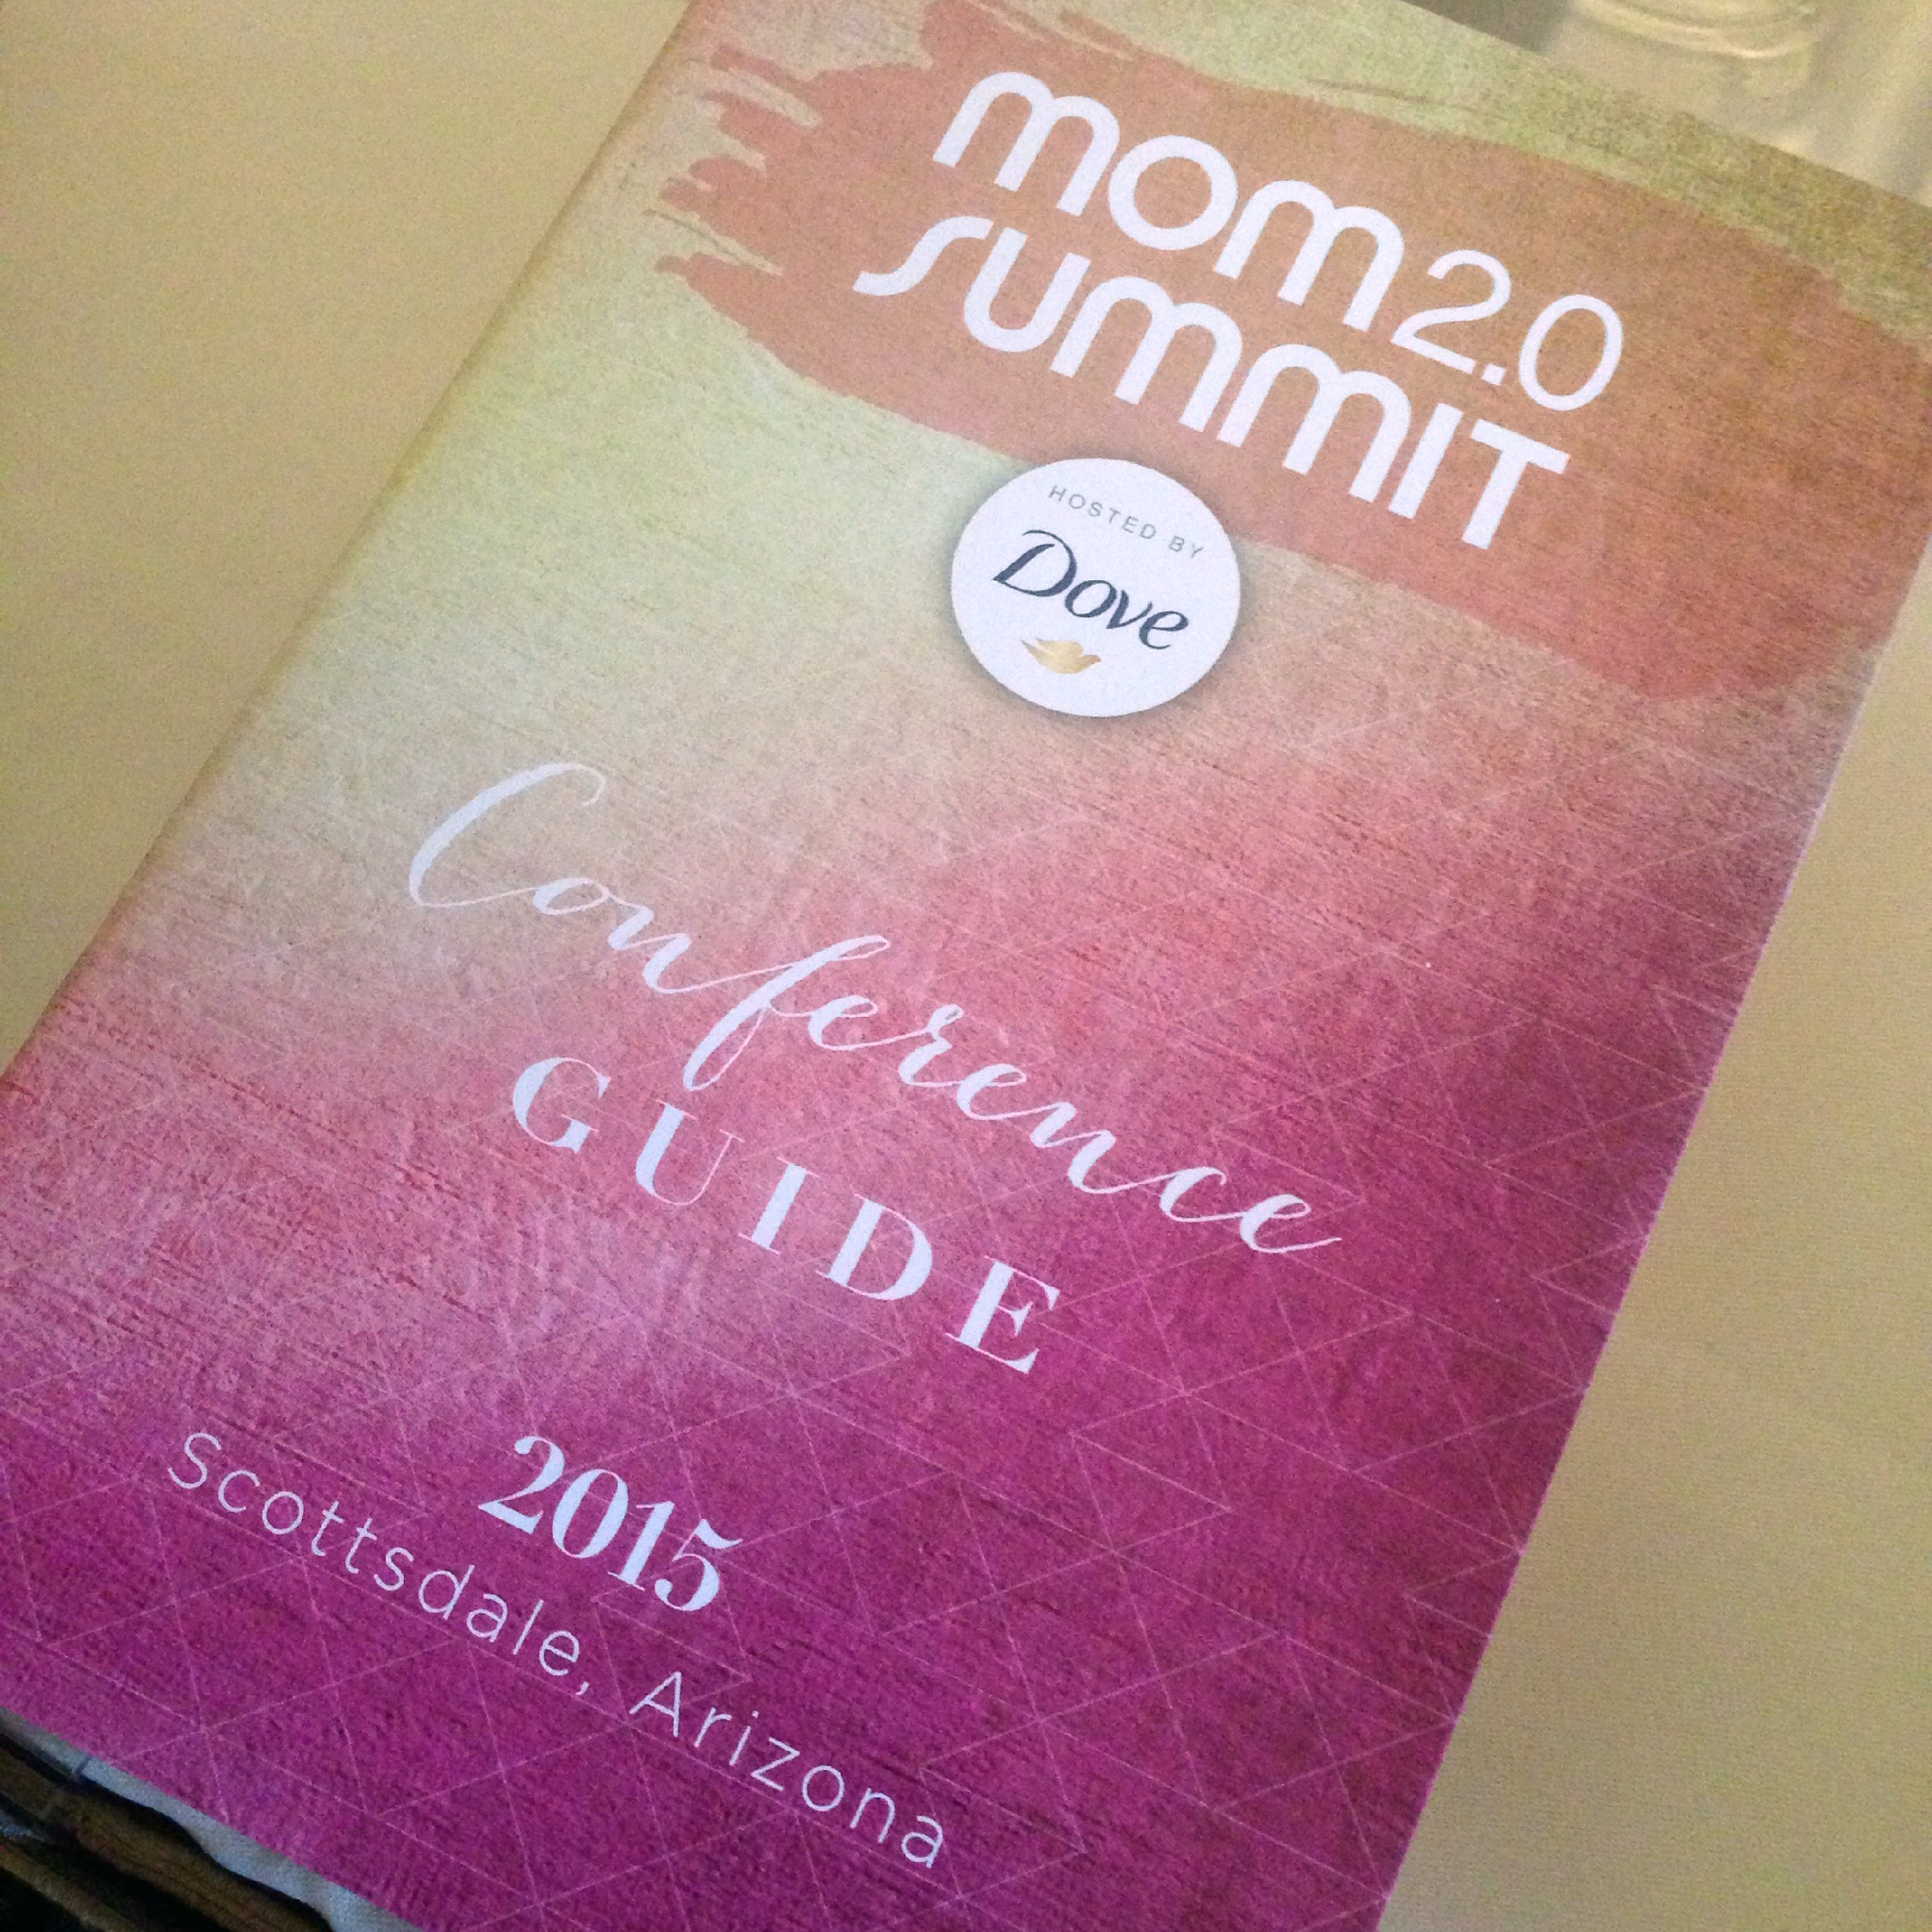 mom2.0
SUMMIT
HOSTED BY
Dove
Conference
GUIDE
2015
Scottsdale, Arizona